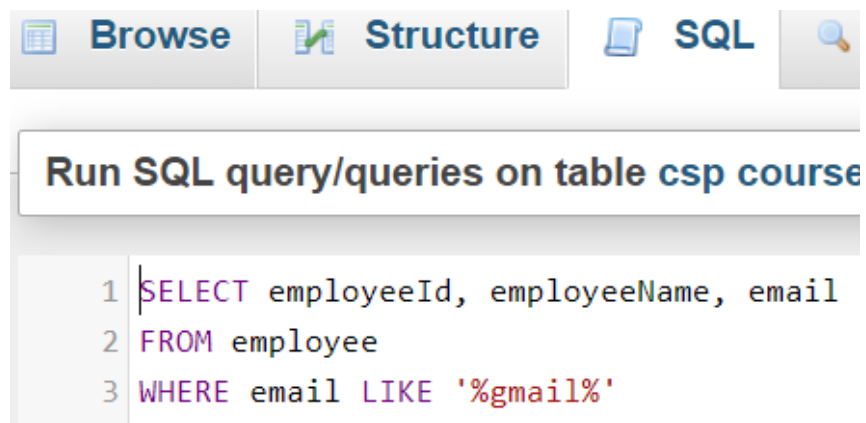 Browse Structure SQL
Run SQL query/queries on table csp course
1 SELECT employeeId, employeeName, email
2 FROM employee
3 WHERE email LIKE '%gmail%'